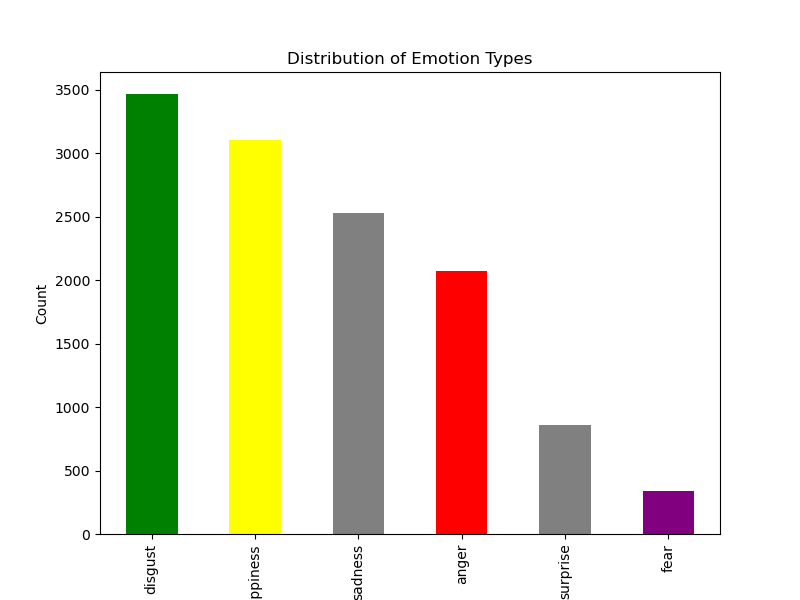 Distribution of Emotion Types
3500
3000
2500
2000
1500
1000
500
0
Count
disgust
ppiness
sadness
anger
surprise
fear